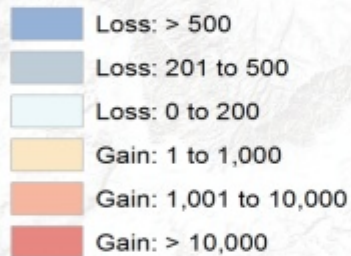 Loss: > 500
Loss: 201 to 500
Loss: 0 to 200
Gain: 1 to 1,000
Gain: 1,001 to 10,000
Gain: > 10,000